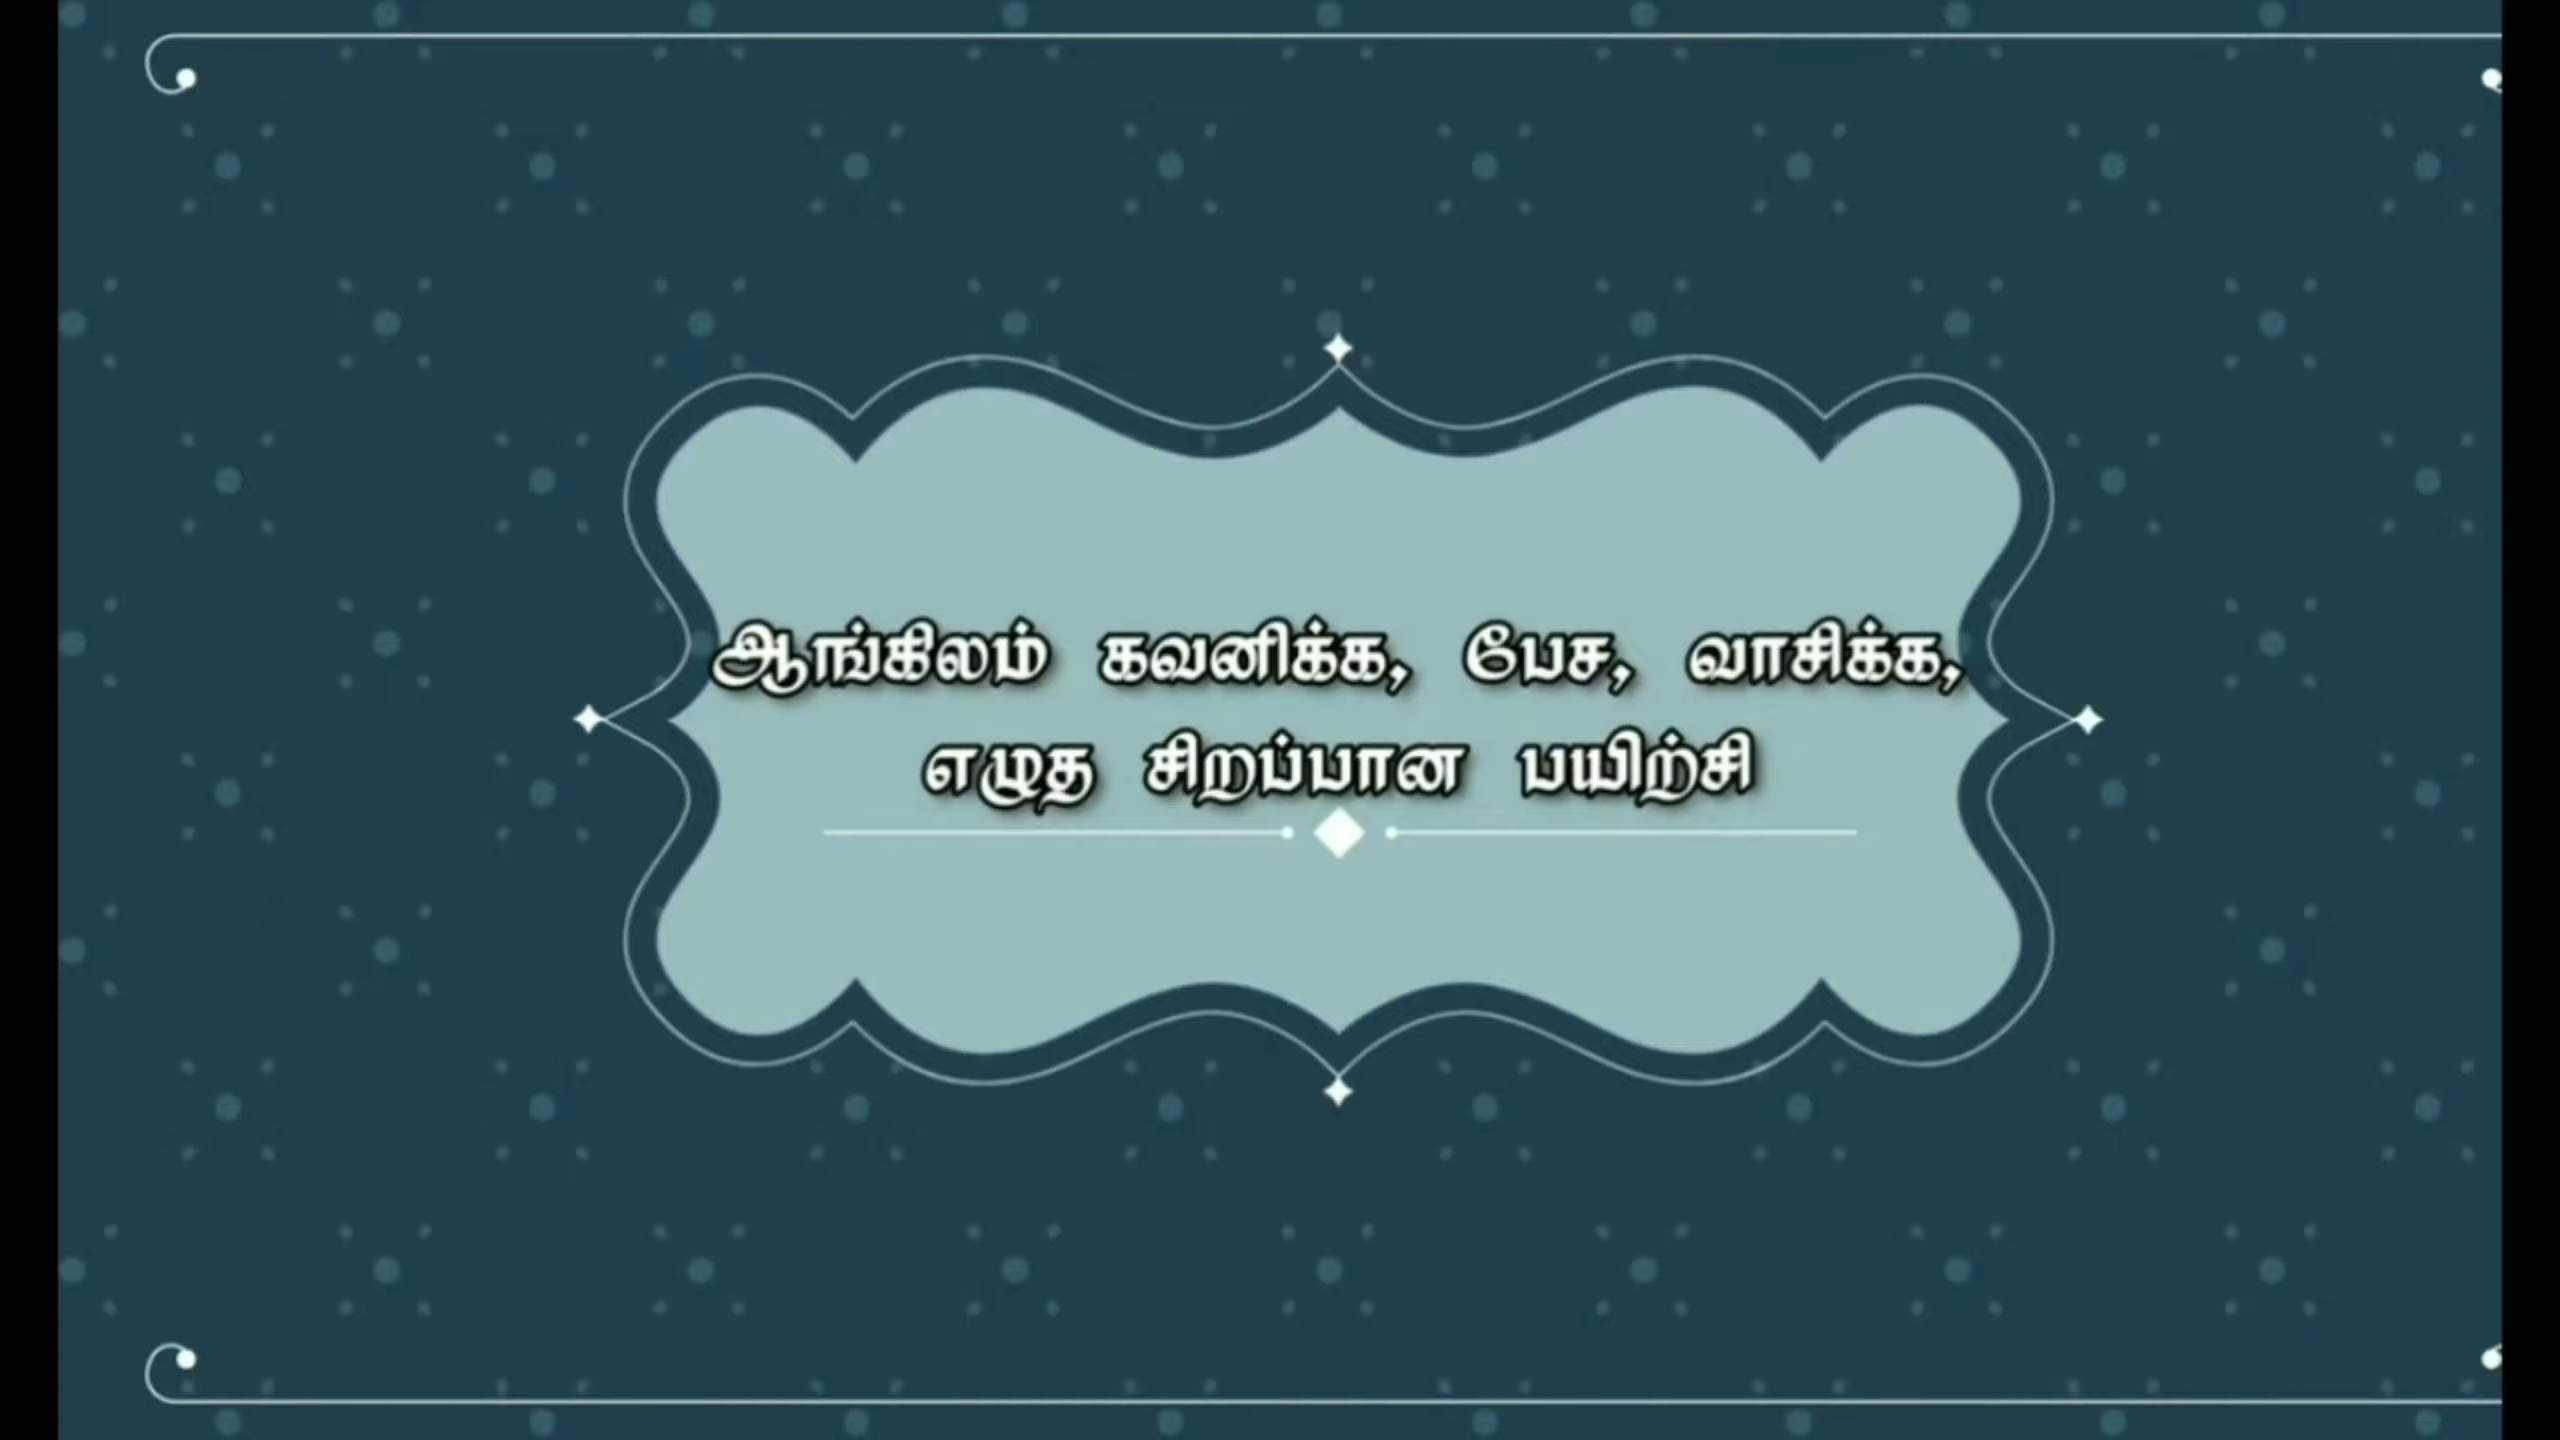 ஆங்கிலம் கவனிக்க, பேச, வாசிக்க,
எழுத சிறப்பான பயிற்சி